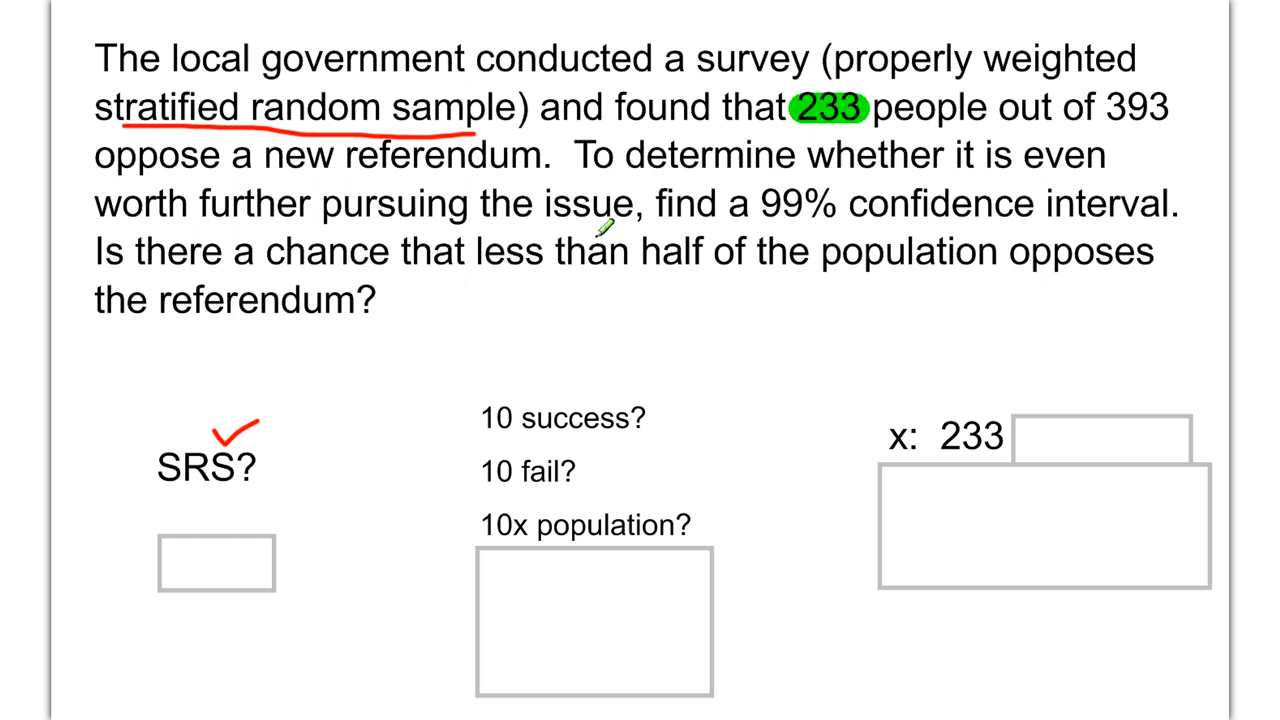 The local government conducted a survey (properly weighted
stratified random sample) and found that 233 people out of 393
oppose a new referendum. To determine whether it is even
worth further pursuing the issue, find a 99% confidence interval.
Is there a chance that less than half of the population opposes
the referendum?
10 success?
x: 233
SRS?
10 fail?
10x population?